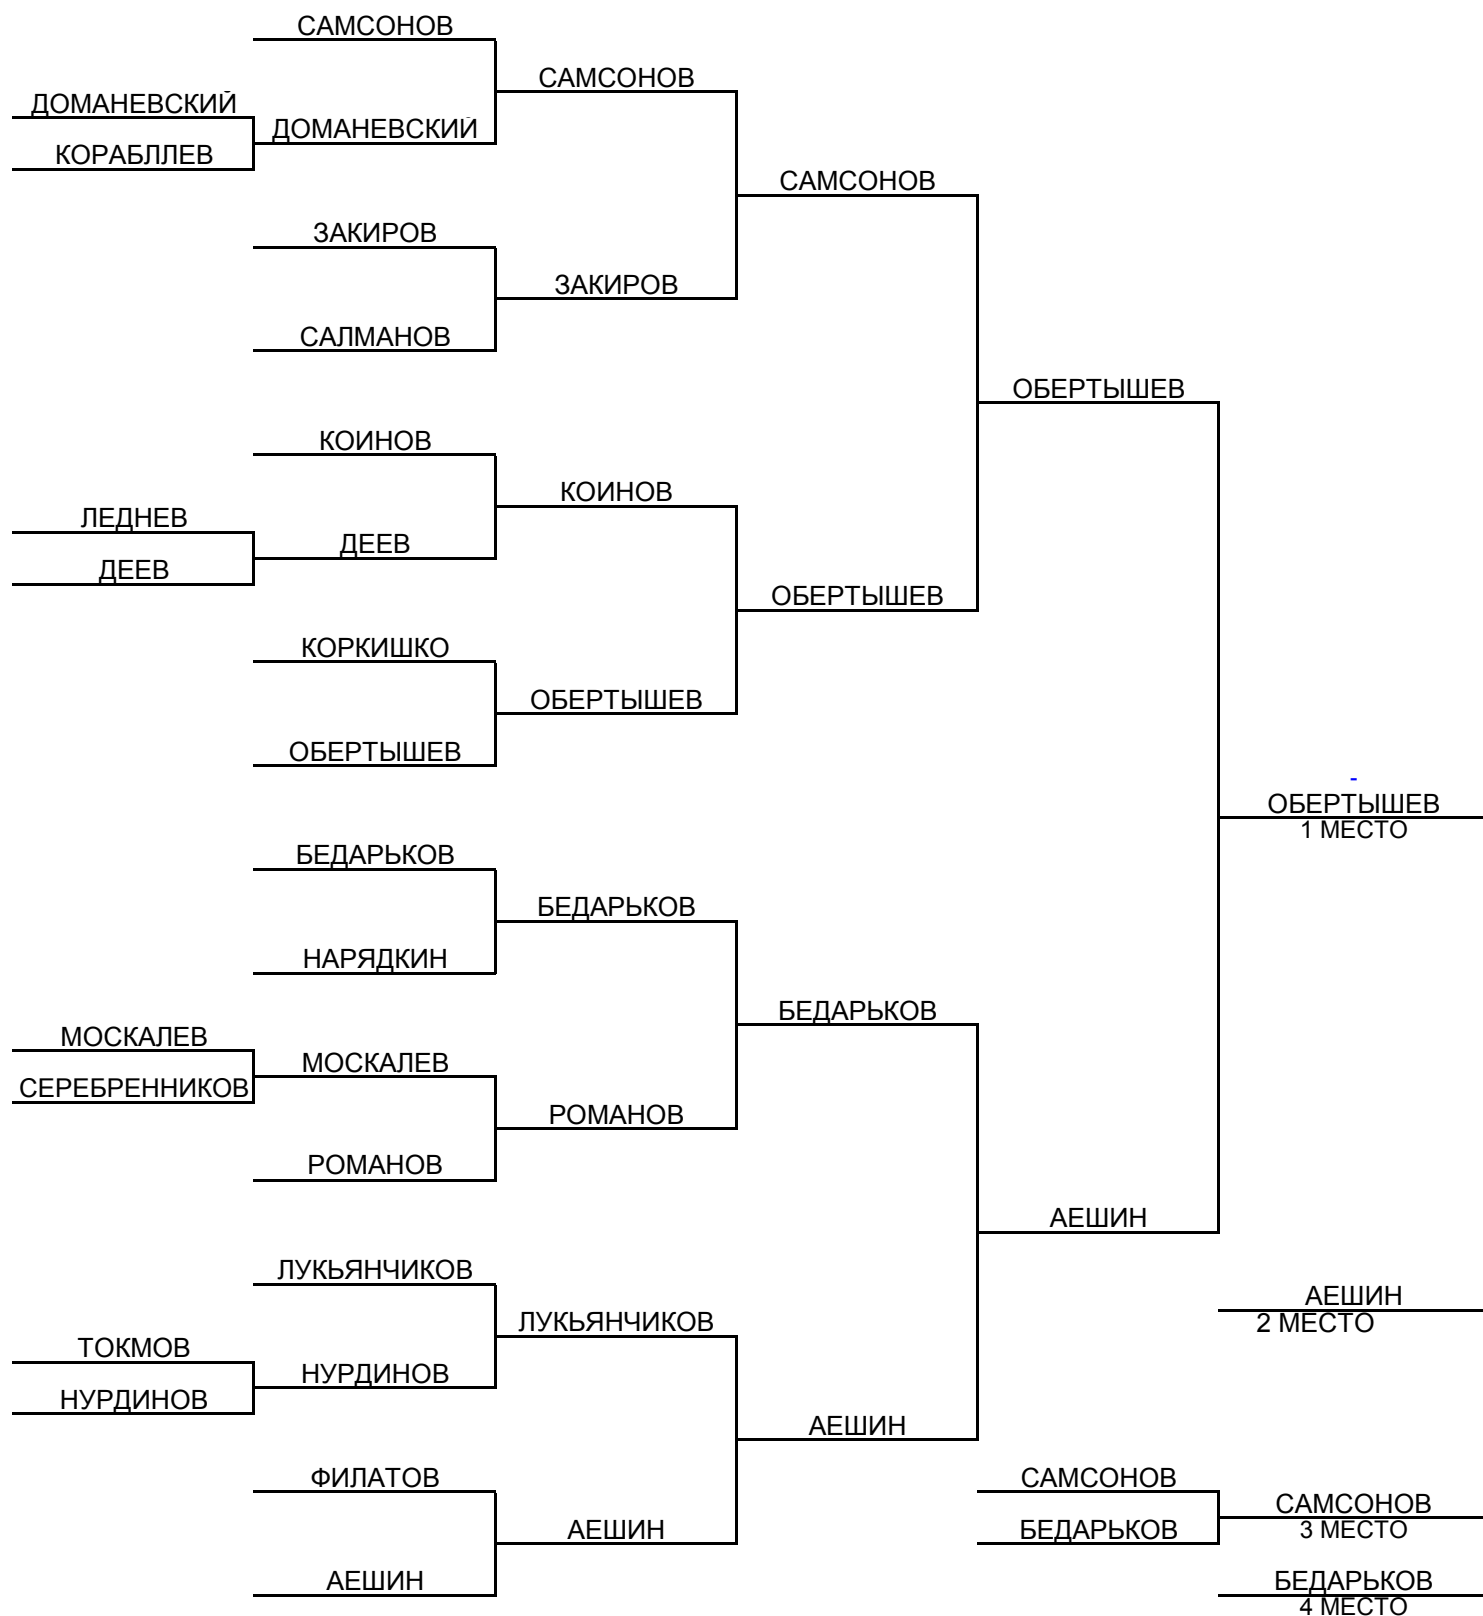 САМСОНОВ
САМСОНОВ
ДОМАНЕВСКИЙ
ДОМАНЕВСКИЙ
КОРАБЛЛЕВ
САМСОНОВ
ЗАКИРОВ
ЗАКИРОВ
САЛМАНОВ
ОБЕРТЫШЕВ
КОИНОВ
КОИНОВ
ЛЕДНЕВ
ДЕЕВ
ДЕЕВ
ОБЕРТЫШЕВ
КОРКИШКО
ОБЕРТЫШЕВ
ОБЕРТЫШЕВ
-
ОБЕРТЫШЕВ
1 МЕСТО
БЕДАРЬКОВ
БЕДАРЬКОВ
НАРЯДКИН
БЕДАРЬКОВ
МОСКАЛЕВ
МОСКАЛЕВ
СЕРЕБРЕННИКОВ
РОМАНОВ
РОМАНОВ
АЕШИН
ЛУКЬЯНЧИКОВ
АЕШИН
2 МЕСТО
ЛУКЬЯНЧИКОВ
ТОКМОВ
НУРДИНОВ
НУРДИНОВ
АЕШИН
ФИЛАТОВ
САМСОНОВ
САМСОНОВ
3 МЕСТО
АЕШИН
БЕДАРЬКОВ
АЕШИН
БЕДАРЬКОВ
4 МЕСТО